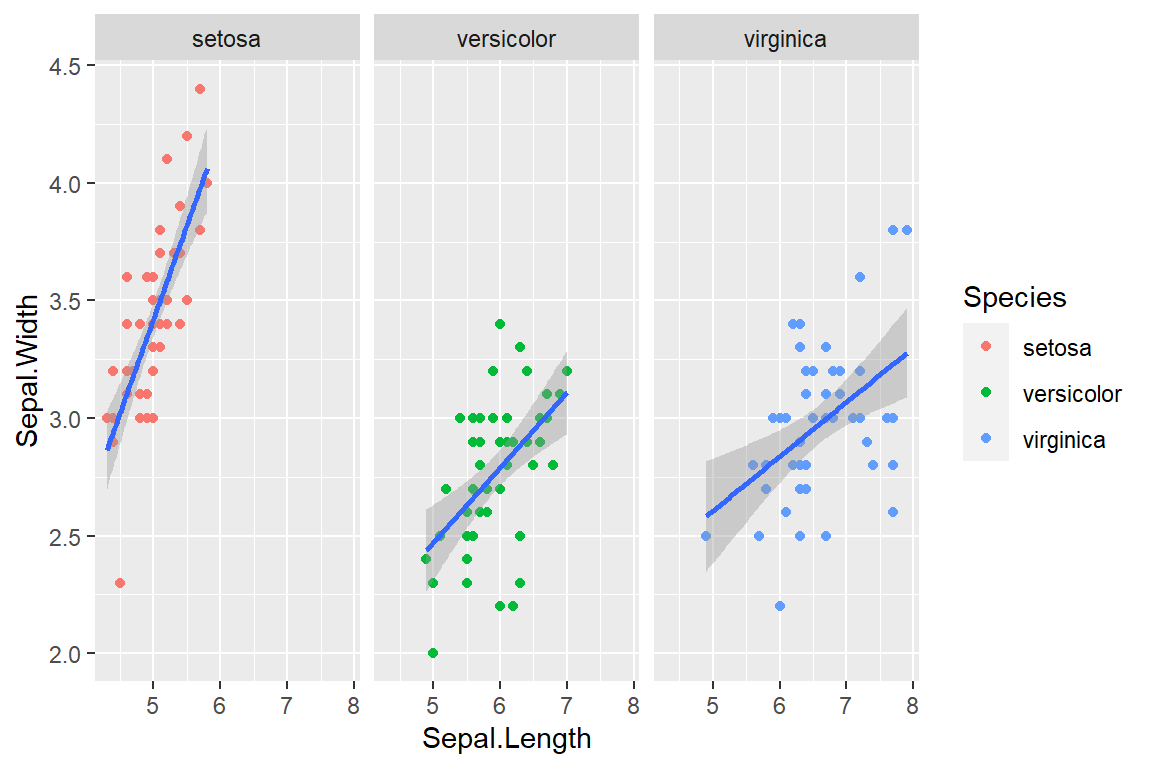 setosa
versicolor
virginica
4.5
4.0
3.5
3.0
2.5
2.0
Sepal.Width
5 6 7 8
5 6 7 8
5 6 7 8
Sepal.Length
Species
setosa
versicolor
virginica